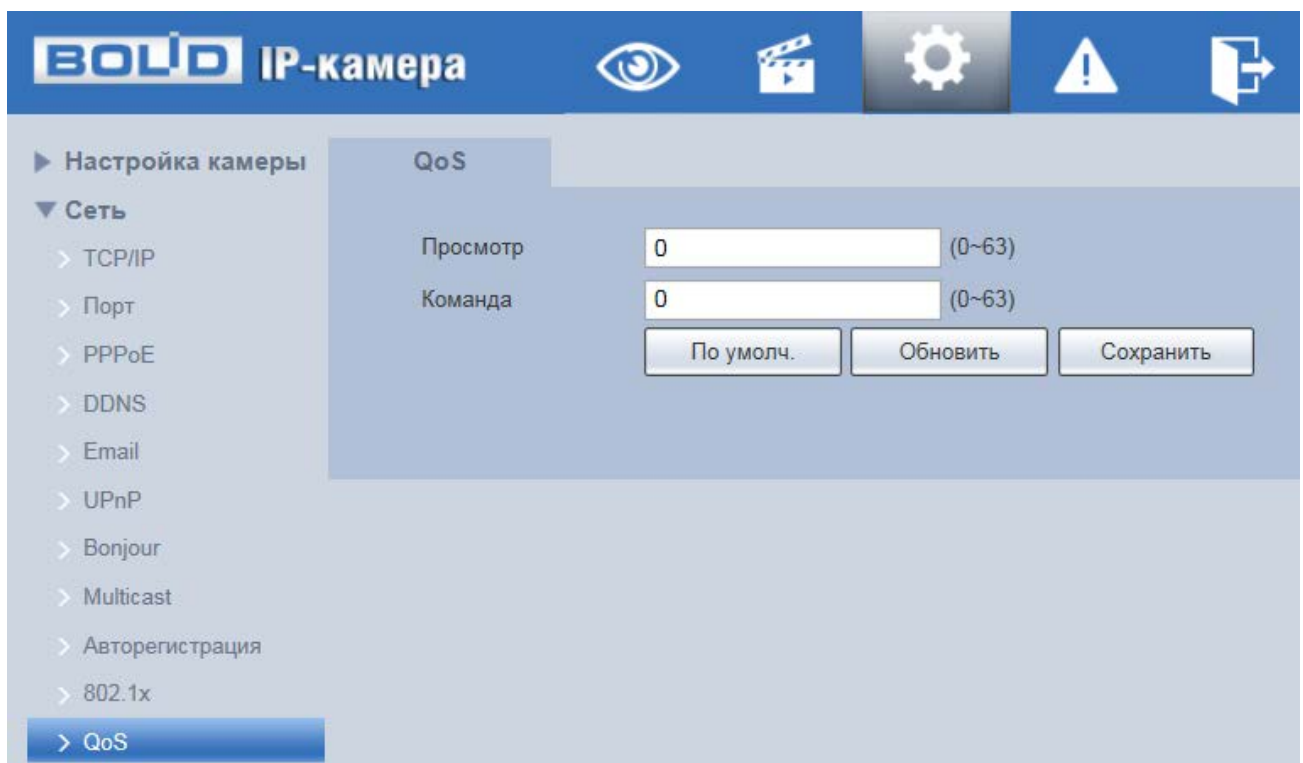 BOLID IP-камера
Настройка камеры
Сеть
TCP/IP
Порт
PPPoE
DDNS
Email
UPnP
Bonjour
Multicast
Авторегистрация
802.1x
QoS
QoS
Просмотр 0 (0~63)
Команда 0 (0~63)
По умолч. Обновить Сохранить